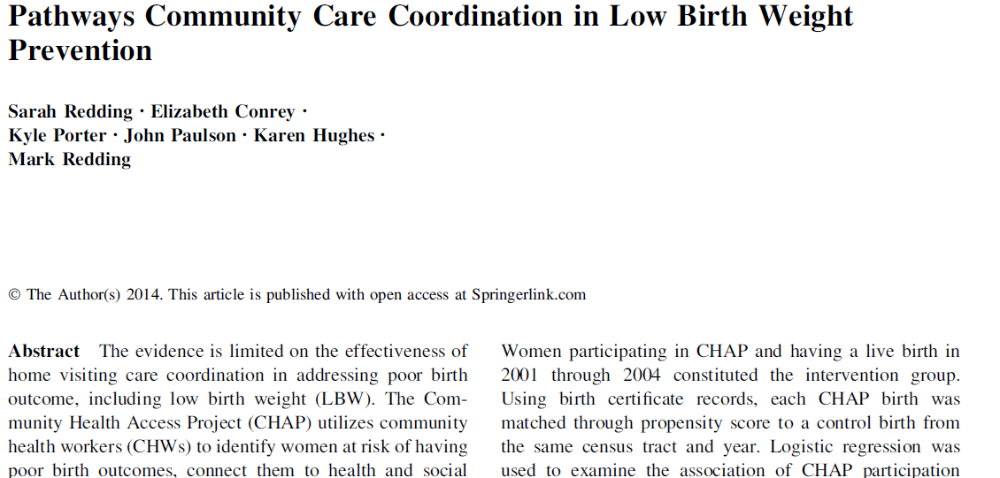 Pathways Community Care Coordination in Low Birth Weight
Prevention
Sarah Redding · Elizabeth Conrey ·
Kyle Porter · John Paulson · Karen Hughes ·
Mark Redding
© The Author(s) 2014. This article is published with open access at Springerlink.com
Abstract The evidence is limited on the effectiveness of
home visiting care coordination in addressing poor birth
outcome, including low birth weight (LBW). The Com-
munity Health Access Project (CHAP) utilizes community
health workers (CHWs) to identify women at risk of having
poor birth outcomes, connect them to health and social
Women participating in CHAP and having a live birth in
2001 through 2004 constituted the intervention group.
Using birth certificate records, each CHAP birth was
matched through propensity score to a control birth from
the same census tract and year. Logistic regression was
used to examine the association of CHAP participation